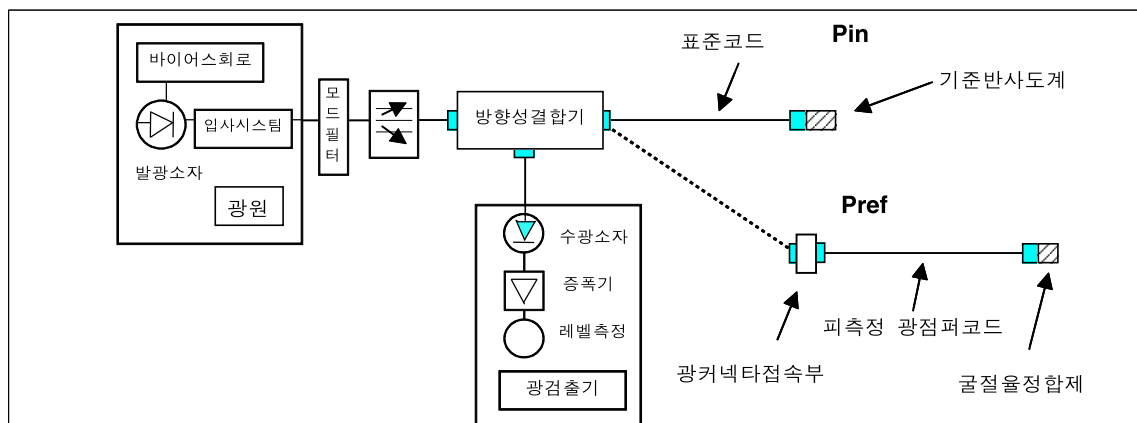 바이어스회로
입사시스팀
발광소자
광원
모드필터
방향성결합기
표준코드
Pin
기준반사도계
Pref
수광소자
증폭기
레벨측정
광검출기
광커넥타접속부
피측정 광점퍼코드
굴절율정합제